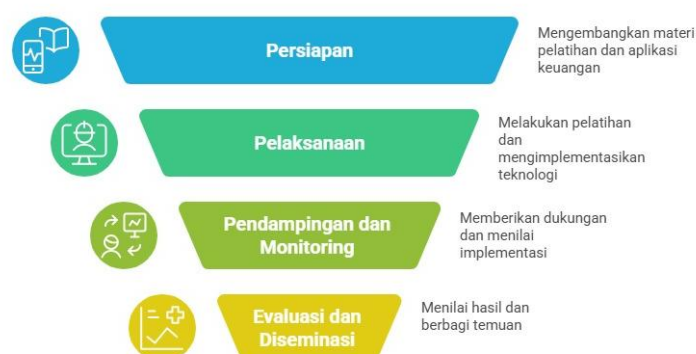 Persiapan
Mengembangkan materi
pelatihan dan aplikasi
keuangan
Pelaksanaan
Melakukan pelatihan
dan
mengimplementasikan
teknologi
Pendampingan dan
Monitoring
Memberikan dukungan
dan menilai
implementasi
Evaluasi dan
Diseminasi
Menilai hasil dan
berbagi temuan